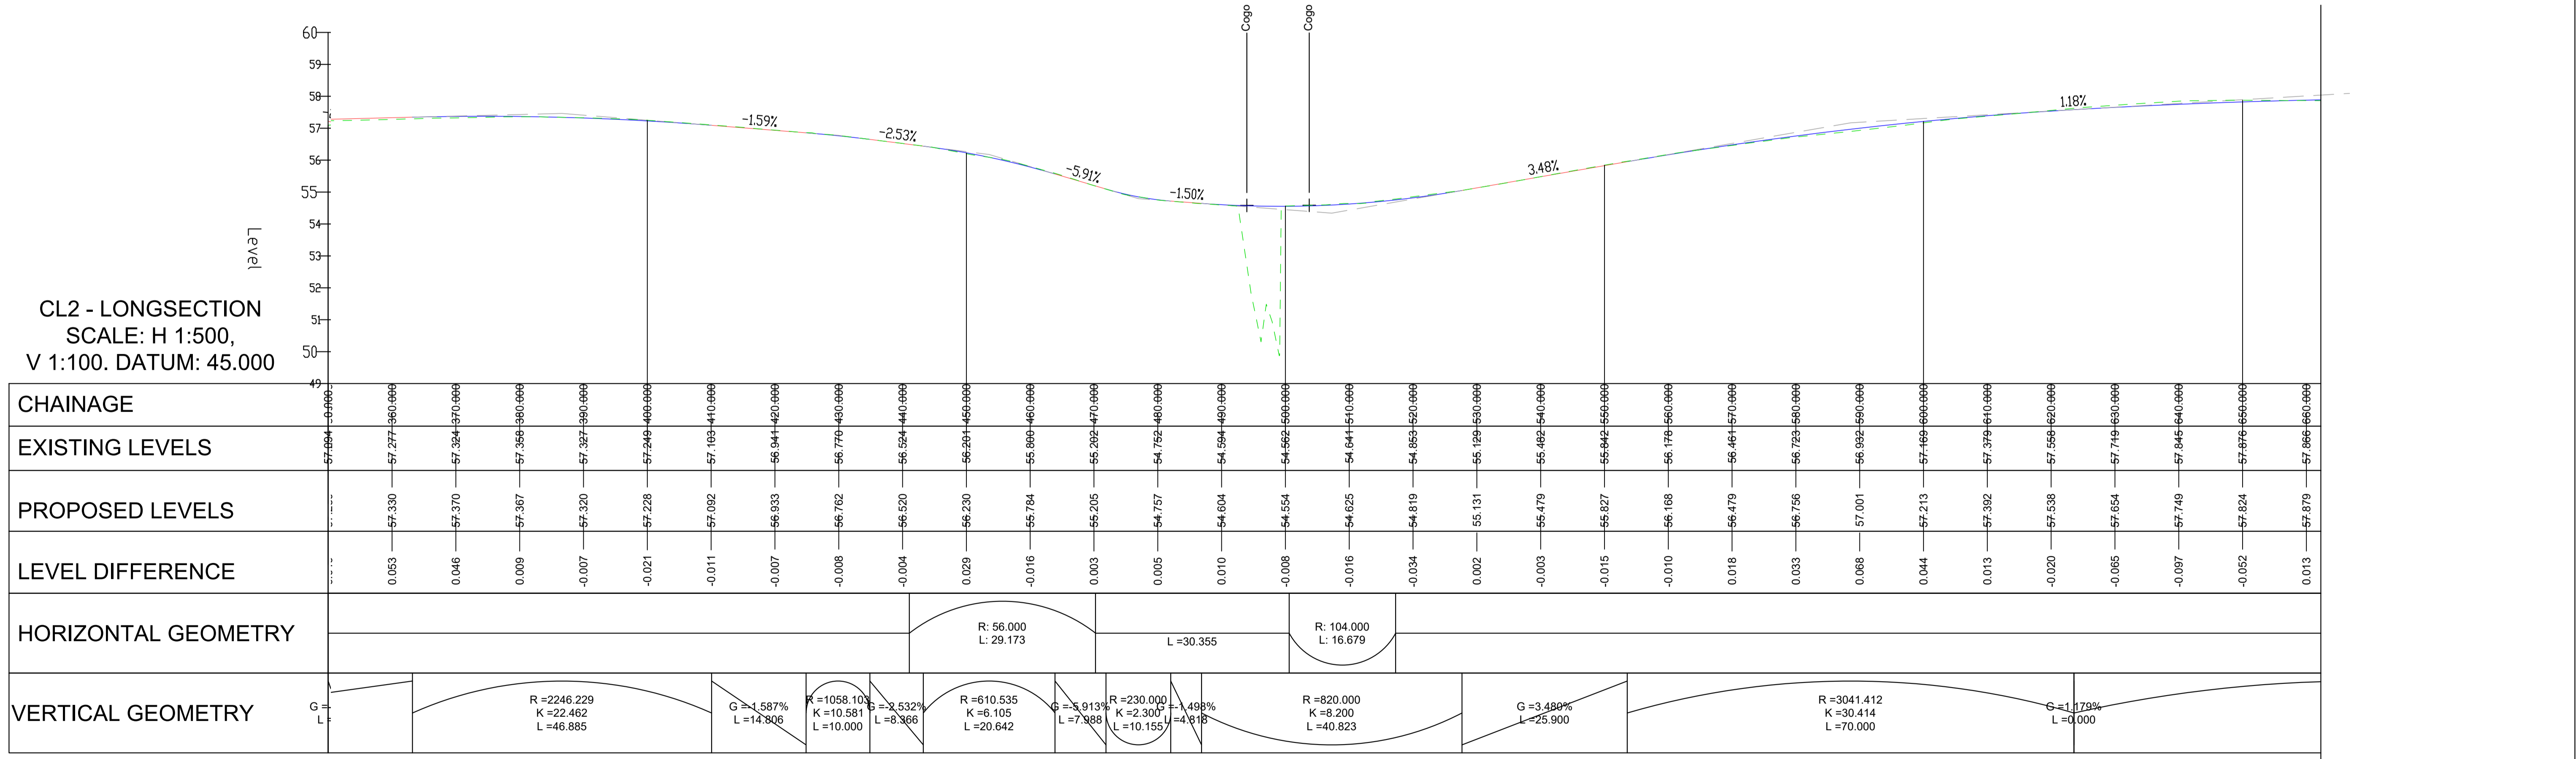 Cogo
Cogo
60
59
58
57
56
55
54
53
52
51
50
49
Level
-1.59%
-2.53%
-5.91%
-1.50%
3.48%
1.18%
CL2 - LONGSECTION
SCALE: H 1:500,
V 1:100. DATUM: 45.000
CHAINAGE
360.000 370.000 380.000 390.000 400.000 410.000 420.000 430.000 440.000 450.000 460.000 470.000 480.000 490.000 500.000 510.000 520.000 530.000 540.000 550.000 560.000 570.000 580.000 590.000 600.000 610.000 620.000 630.000 640.000 650.000 660.000
EXISTING LEVELS
57.094 57.277 57.324 57.358 57.327 57.249 57.103 56.941 56.770 56.524 56.201 55.800 55.202 54.752 54.594 54.562 54.641 54.853 55.129 55.482 55.842 56.178 56.461 56.723 56.932 57.169 57.379 57.558 57.719 57.845 57.876 57.866
PROPOSED LEVELS
57.330 57.370 57.367 57.320 57.228 57.092 56.933 56.762 56.520 56.230 55.784 55.205 54.757 54.604 54.554 54.625 54.819 55.131 55.479 55.827 56.168 56.479 56.756 57.001 57.213 57.392 57.538 57.654 57.749 57.824 57.879
LEVEL DIFFERENCE
0.053 0.046 0.009 -0.007 -0.021 -0.011 -0.007 -0.008 -0.004 0.029 -0.016 0.003 0.005 0.010 -0.008 -0.016 -0.034 0.002 -0.003 -0.015 -0.010 0.018 0.033 0.068 0.044 0.013 -0.020 -0.065 -0.097 -0.052 0.013
HORIZONTAL GEOMETRY
R: 56.000
L: 29.173
L =30.355
R: 104.000
L: 16.679
VERTICAL GEOMETRY
G =-
L =
R =2246.229
K =22.462
L =46.885
G =-1.587%
L =14.806
R =1058.103
K =10.581
L =10.000
G =-2.532%
L =8.366
R =610.535
K =6.105
L =20.642
G =-5.913%
L =7.988
R =230.000
K =2.300
L =10.155
G =-1.498%
L =4.818
R =820.000
K =8.200
L =40.823
G =3.480%
L =25.900
R =3041.412
K =30.414
L =70.000
G =1.179%
L =0.000